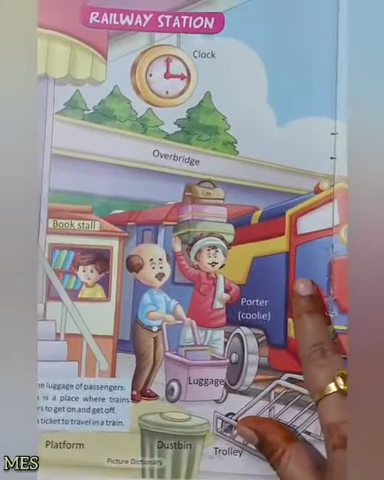 RAILWAY STATION
Clock
Overbridge
Book stall
Porter
(coolie)
Luggage
luggage of passengers.
is a place where trains
to get on and get off.
ticket to travel in a train.
Platform
Dustbin
Trolley
Picture Dictionary
MES